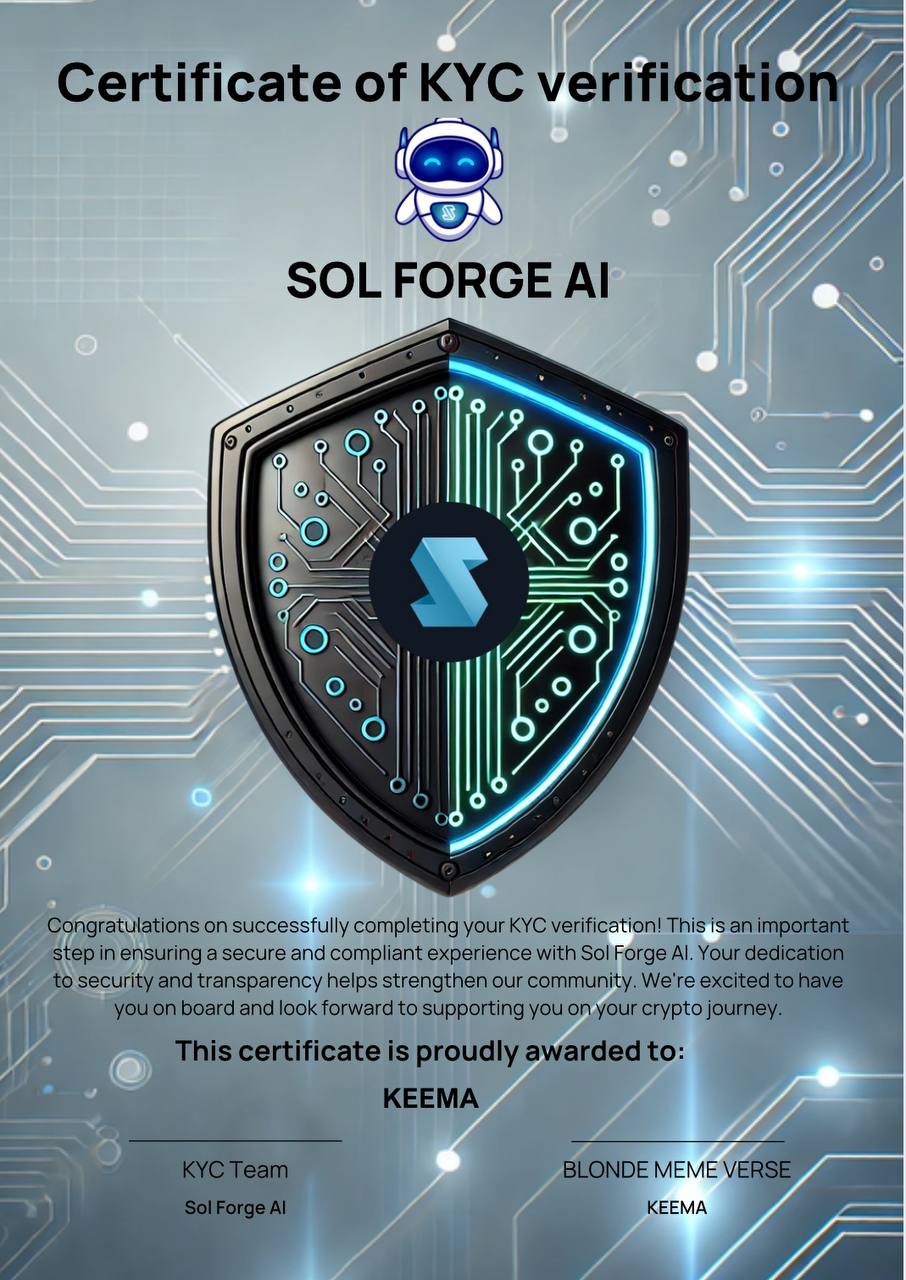 Certificate of KYC verification
SOL FORGE AI
Congratulations on successfully completing your KYC verification! This is an important
step in ensuring a secure and compliant experience with Sol Forge AI. Your dedication
to security and transparency helps strengthen our community. We're excited to have
you on board and look forward to supporting you on your crypto journey.
This certificate is proudly awarded to:
KEEMA
KYC Team
Sol Forge AI
BLONDE MEME VERSE
KEEMA